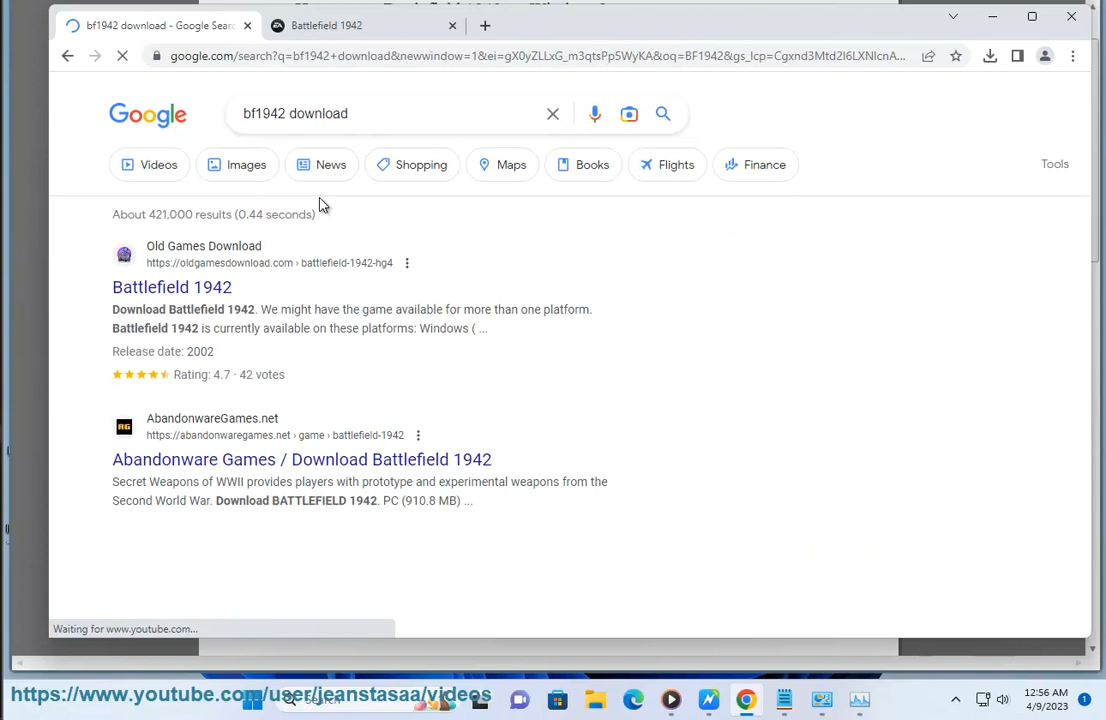 bf1942 download - Google Searc
Battlefield 1942
google.com/search?q=bf1942+download&newwindow=1&ei=gX0yZLLxG_m3qtsPp5WyKA&oq=BF1942&gs_lcp=Cgxnd3Mtd2l6LXNlcnA...
Google
bf1942 download
Videos
Images
News
Shopping
Maps
Books
Flights
Finance
Tools
About 421,000 results (0.44 seconds)
Old Games Download
https://oldgamesdownload.com › battlefield-1942-hg4
Battlefield 1942
Download Battlefield 1942. We might have the game available for more than one platform.
Battlefield 1942 is currently available on these platforms: Windows ( ...
Release date: 2002
Rating: 4.7 · 42 votes
AbandonwareGames.net
RG
https://abandonwaregames.net › game › battlefield-1942
Abandonware Games / Download Battlefield 1942
Secret Weapons of WWII provides players with prototype and experimental weapons from the
Second World War. Download BATTLEFIELD 1942. PC (910.8 MB) ...
Waiting for www.youtube.com...
https://www.youtube.com/user/jeanstasaa/videos
Search
12:56 AM
4/9/2023
1